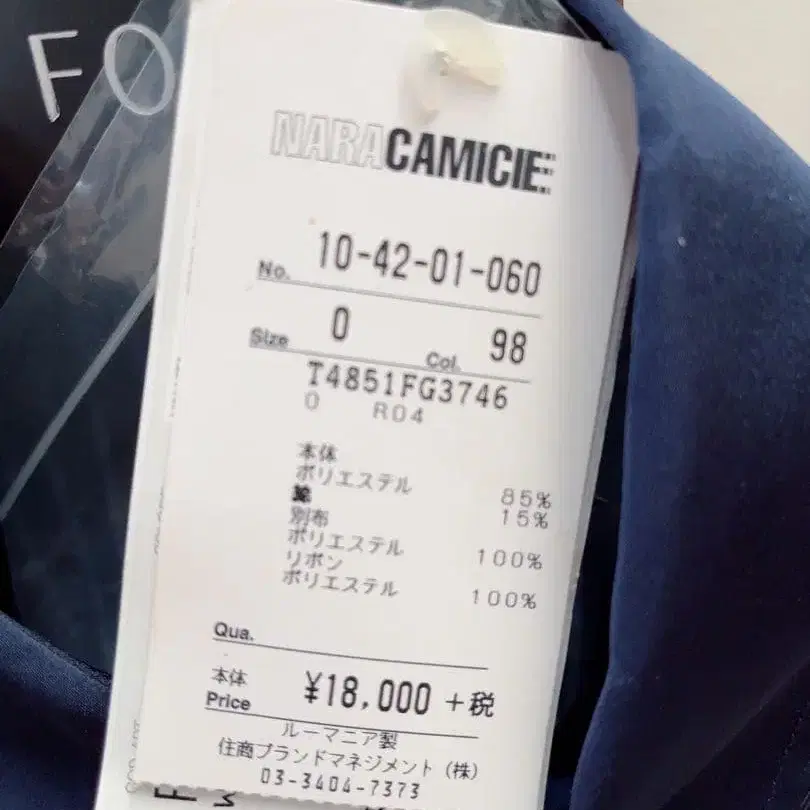 FO
NARACAMICIE
No. 10-42-01-060
Size 0 Col. 98
T4851FG3746
0 R04
本体
ポリエステル 85%
綿 15%
別布
ポリエステル 100%
リボン
ポリエステル 100%
Qua.
本体
Price ¥18,000 +税
ルーマニア製
住商ブランドマネジメント(株)
03-3404-7373